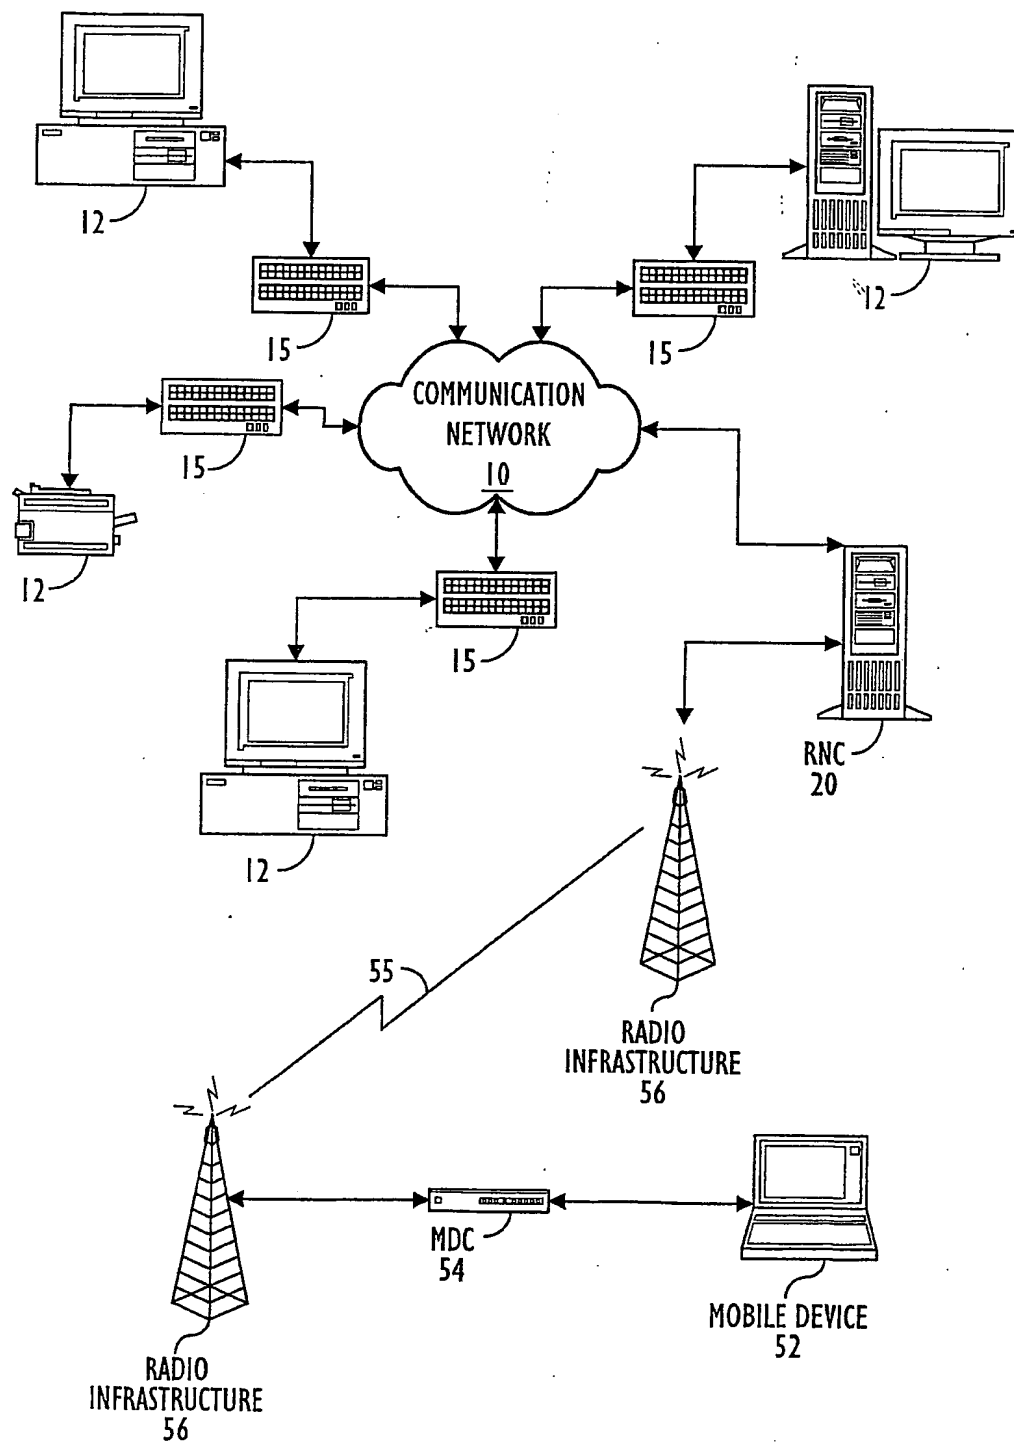 12
12
15
15
COMMUNICATION
NETWORK
10
15
12
15
12
RNC
20
55
RADIO
INFRASTRUCTURE
56
MDC
54
MOBILE DEVICE
52
RADIO
INFRASTRUCTURE
56